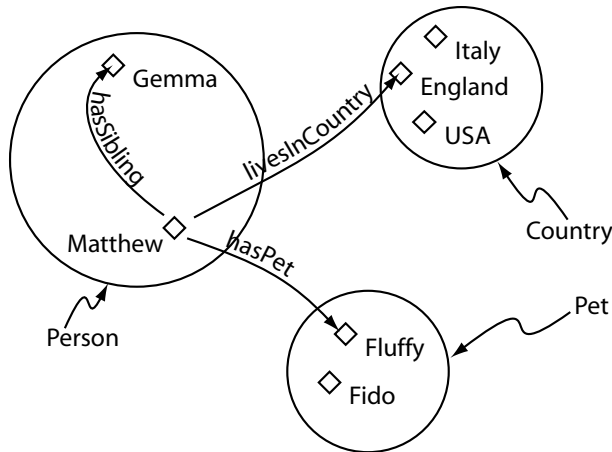 Italy
Gemma
England
hasSibling
livesInCountry
USA
Matthew
hasPet
Country
Person
Pet
Fluffy
Fido